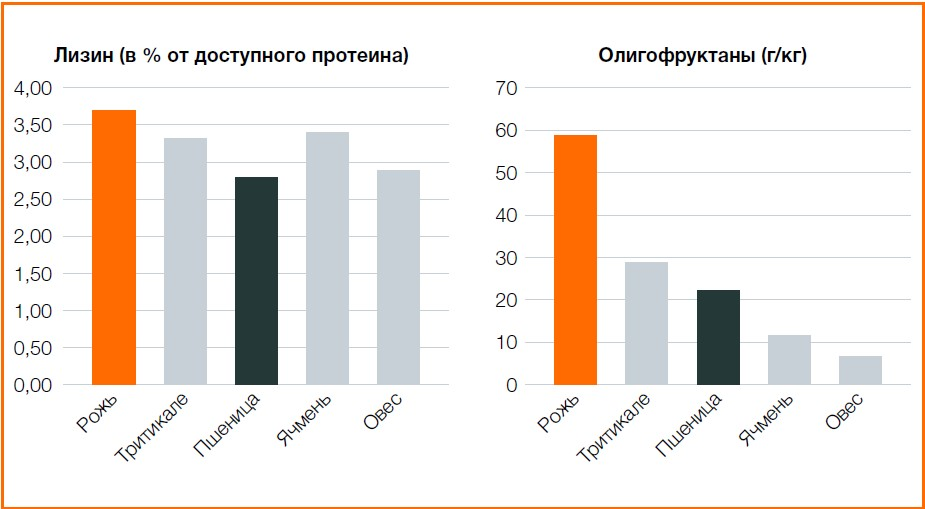 Лизин (в % от доступного протеина)
4,00
3,50
3,00
2,50
2,00
1,50
1,00
0,50
0,00
Рожь
Тритикале
Пшеница
Ячмень
Овес
Олигофруктаны (г/кг)
70
60
50
40
30
20
10
0
Рожь
Тритикале
Пшеница
Ячмень
Овес